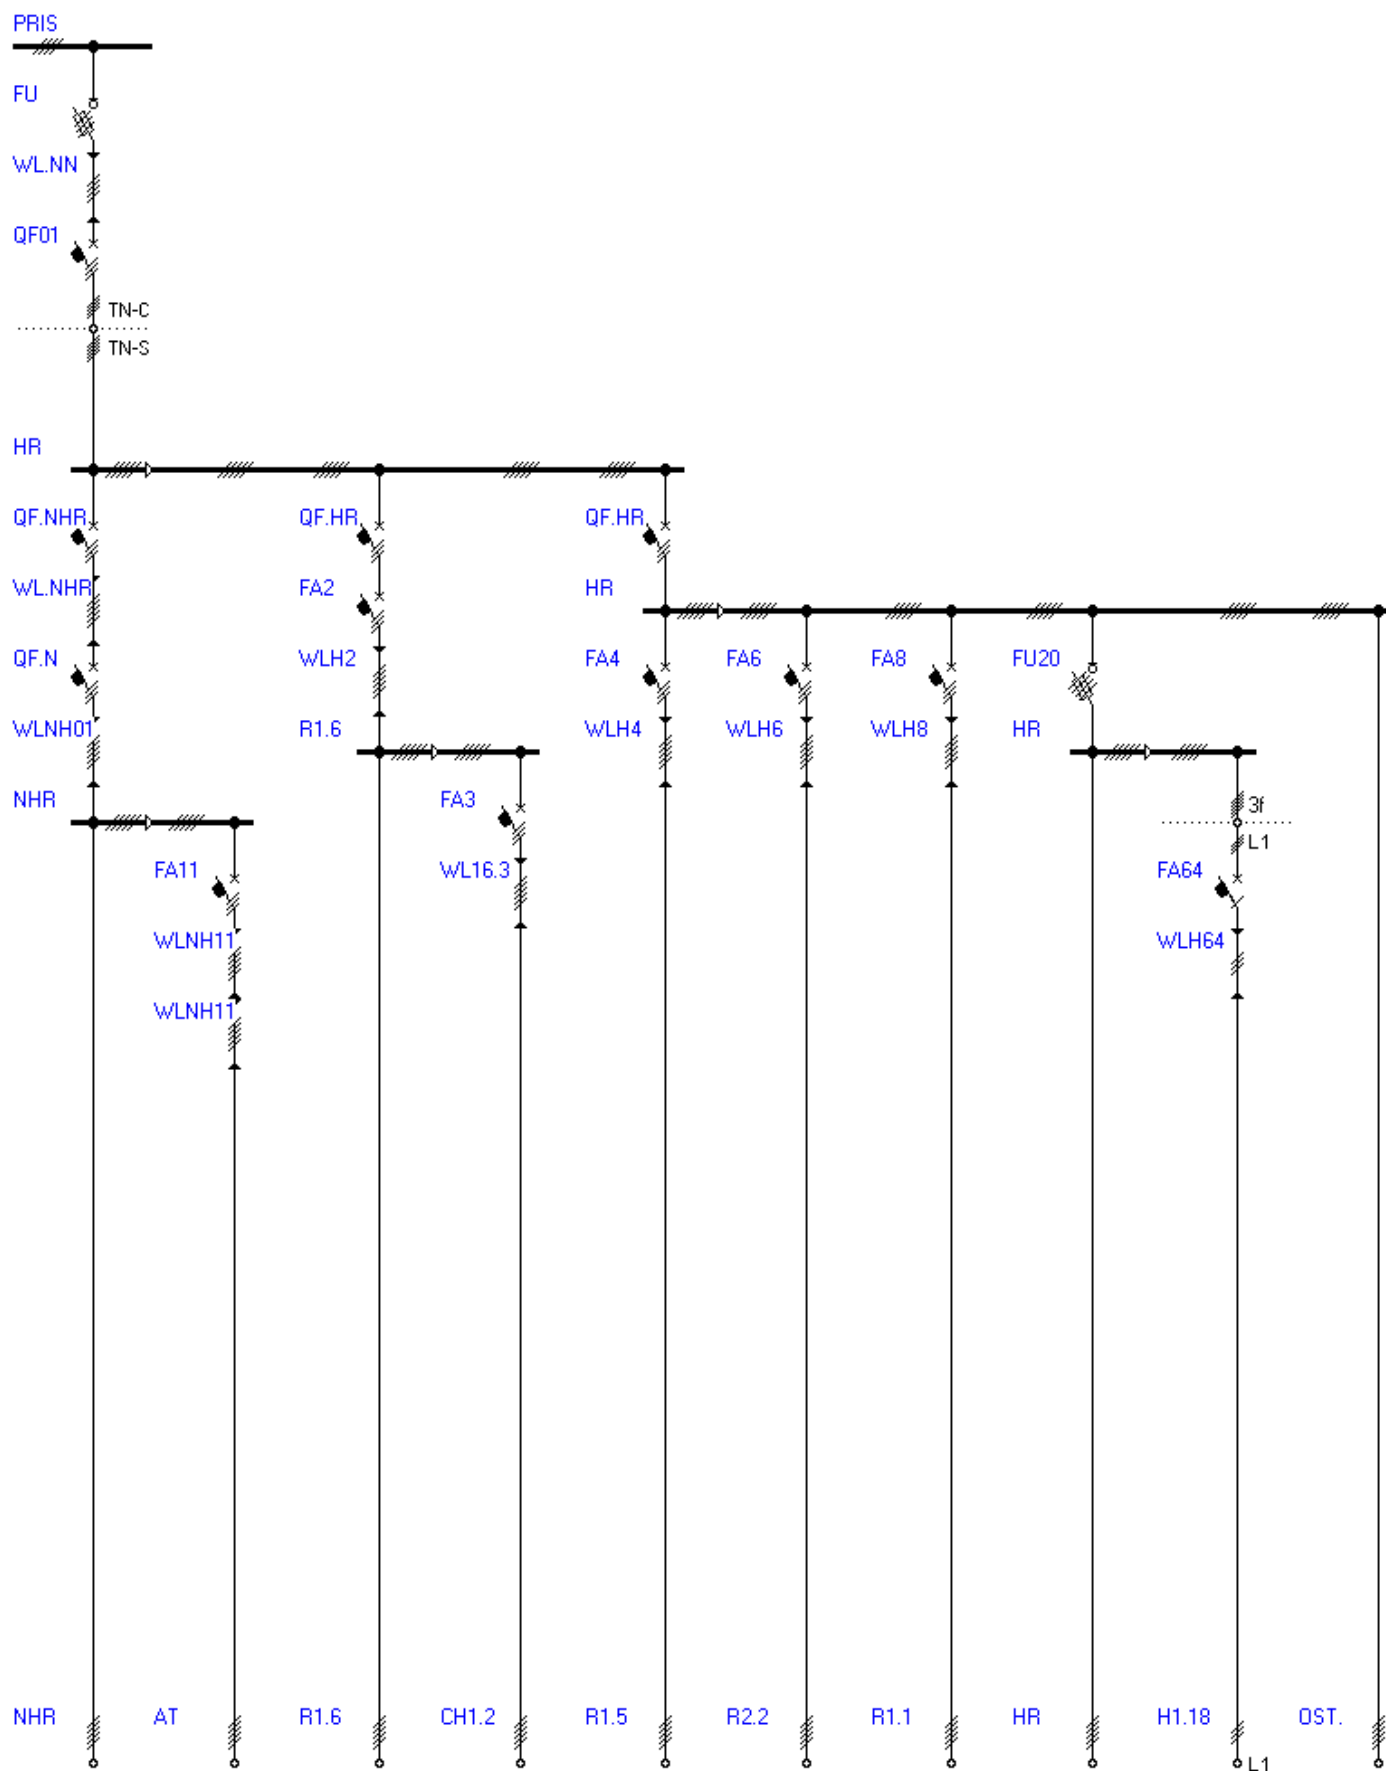 PRIS
FU
WL.NN
QF01
TN-C
TN-S
HR
QF.NHR QF.HR QF.HR
WL.NHR FA2 HR
QF.N WLH2 FA4 FA6 FA8 FU20
WLNH01 R1.6 WLH4 WLH6 WLH8 HR
NHR FA3 3f
L1
FA11 WL16.3 FA64
WLNH11 WLH64
WLNH11
NHR AT R1.6 CH1.2 R1.5 R2.2 R1.1 HR H1.18 OST.
L1